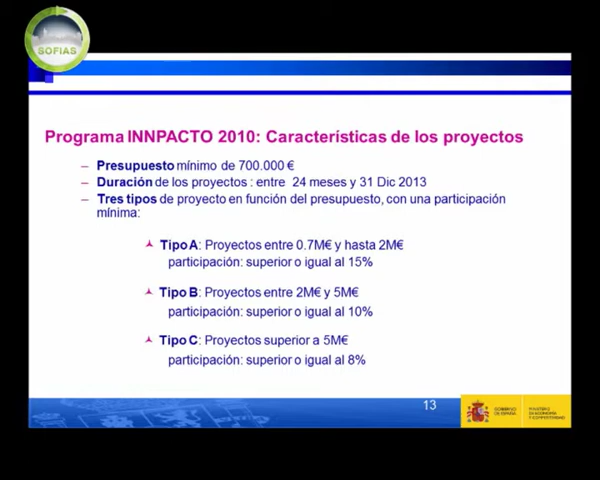 SOFIAS
Programa INNPACTO 2010: Características de los proyectos
– Presupuesto mínimo de 700.000 €
– Duración de los proyectos : entre 24 meses y 31 Dic 2013
– Tres tipos de proyecto en función del presupuesto, con una participación
mínima:
Tipo A: Proyectos entre 0.7M€ y hasta 2M€
participación: superior o igual al 15%
Tipo B: Proyectos entre 2M€ y 5M€
participación: superior o igual al 10%
Tipo C: Proyectos superior a 5M€
participación: superior o igual al 8%
13
GOBIERNO
DE ESPAÑA
MINISTERIO
DE ECONOMÍA
Y COMPETITIVIDAD